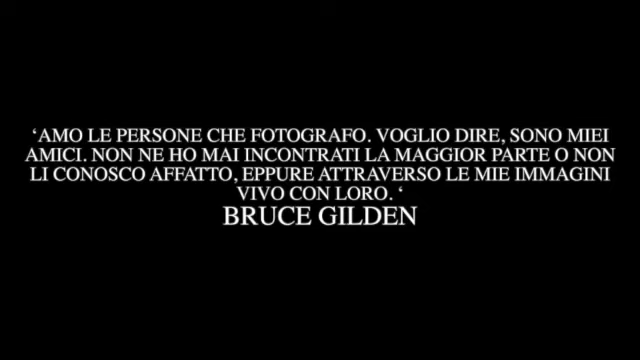 ‘AMO LE PERSONE CHE FOTOGRAFO. VOGLIO DIRE, SONO MIEI
AMICI. NON NE HO MAI INCONTRATI LA MAGGIOR PARTE O NON
LI CONOSCO AFFATTO, EPPURE ATTRAVERSO LE MIE IMMAGINI
VIVO CON LORO. ‘
BRUCE GILDEN